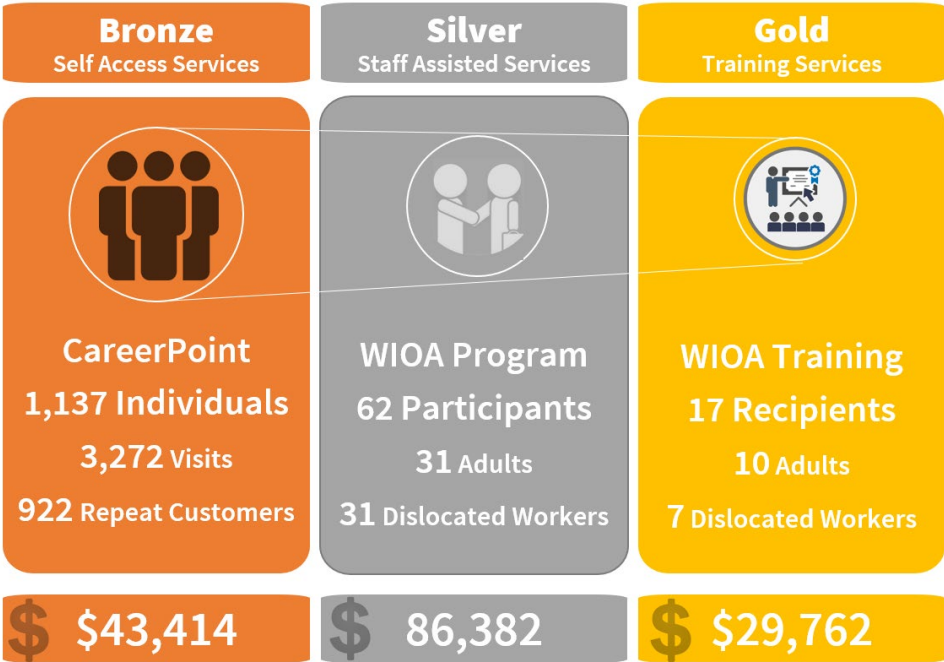 Bronze
Self Access Services
CareerPoint
1,137 Individuals
3,272 Visits
922 Repeat Customers
$ $43,414
Silver
Staff Assisted Services
WIOA Program
62 Participants
31 Adults
31 Dislocated Workers
$ 86,382
Gold
Training Services
WIOA Training
17 Recipients
10 Adults
7 Dislocated Workers
$ $29,762